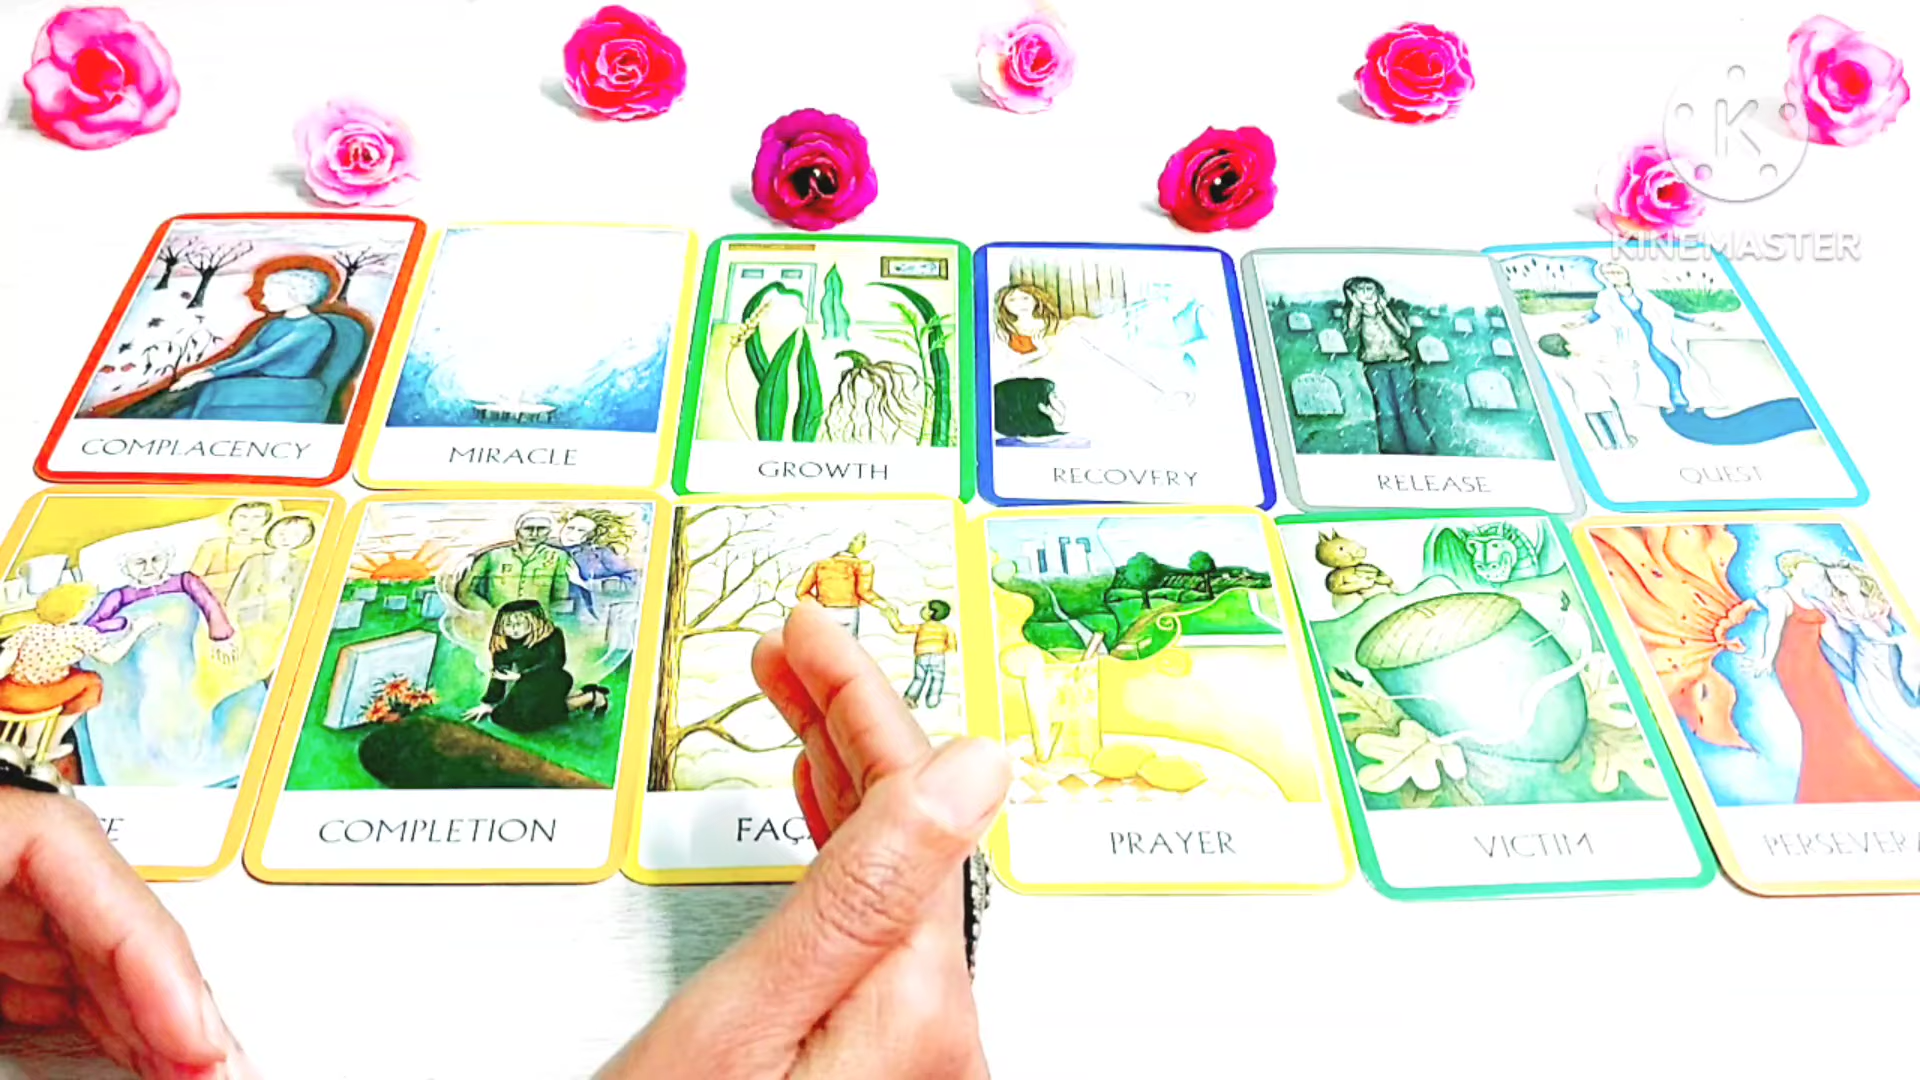 K
KINEMASTER
COMPLACENCY
MIRACLE
GROWTH
RECOVERY
RELEASE
QUEST
COMPLETION
PRAYER
VICTIM